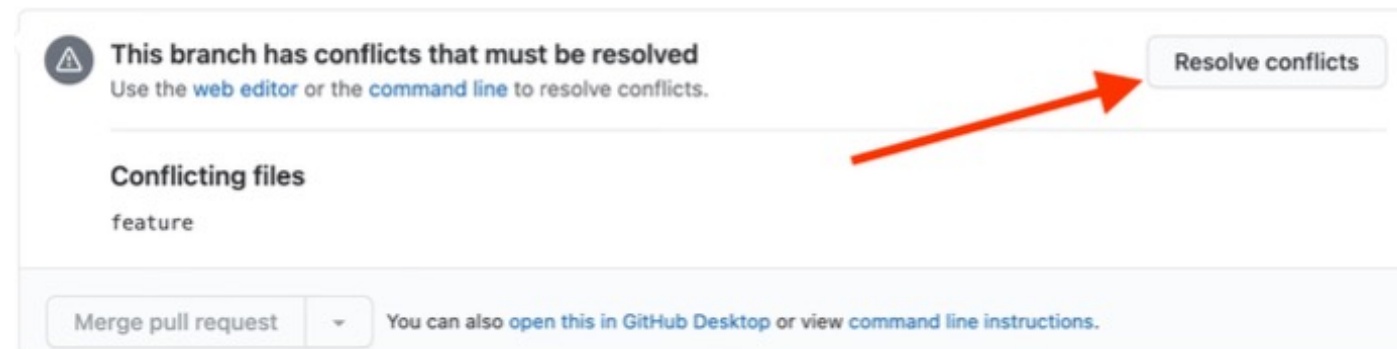 This branch has conflicts that must be resolved
Resolve conflicts
Use the web editor or the command line to resolve conflicts.
Conflicting files
feature
Merge pull request
You can also open this in GitHub Desktop or view command line instructions.